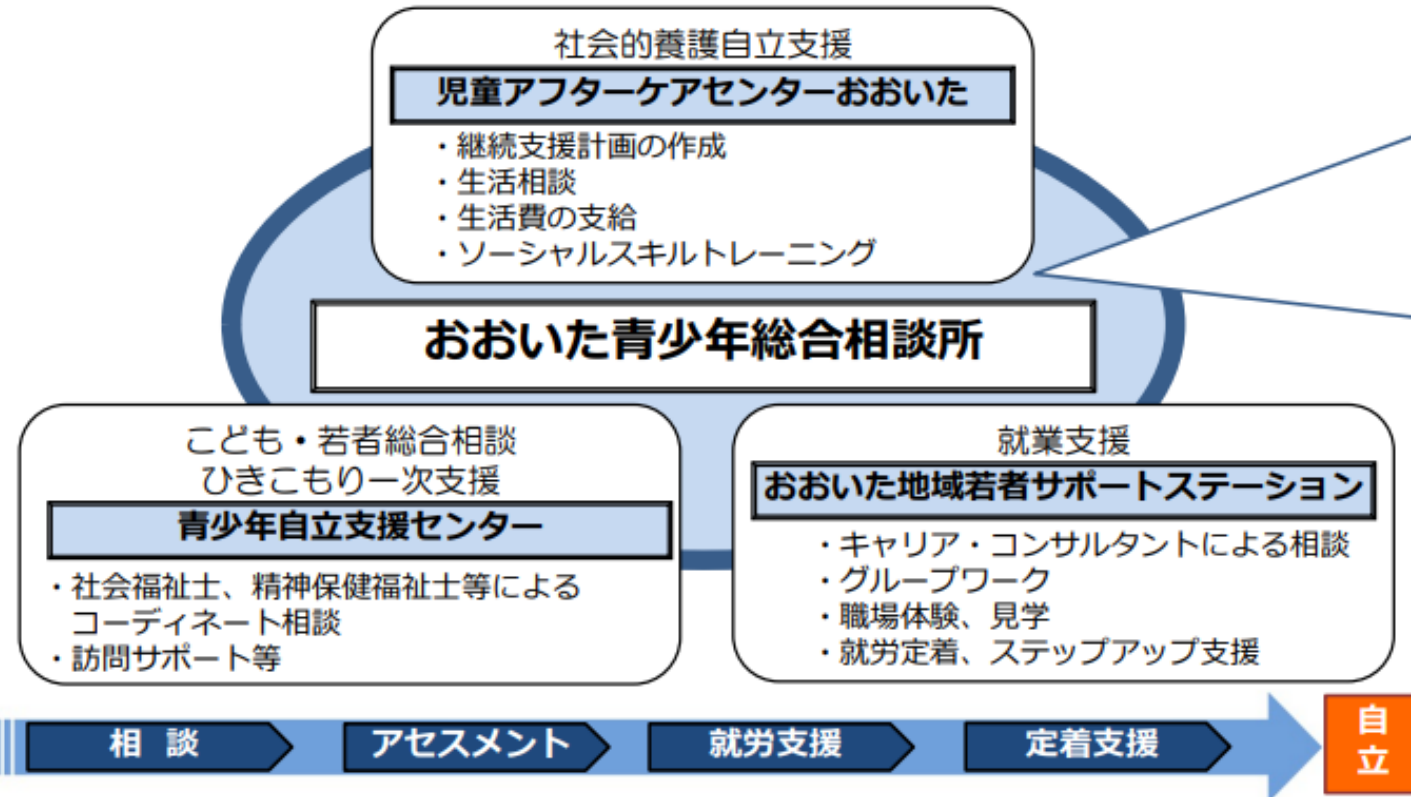 社会的養護自立支援
児童アフターケアセンターおおいた
・継続支援計画の作成
・生活相談
・生活費の支給
・ソーシャルスキルトレーニング
おおいた青少年総合相談所
こども・若者総合相談
ひきこもり一次支援
青少年自立支援センター
・社会福祉士、精神保健福祉士等による
コーディネート相談
・訪問サポート等
就業支援
おおいた地域若者サポートステーション
・キャリア・コンサルタントによる相談
・グループワーク
・職場体験、見学
・就労定着、ステップアップ支援
相 談
アセスメント
就労支援
定着支援
自
立